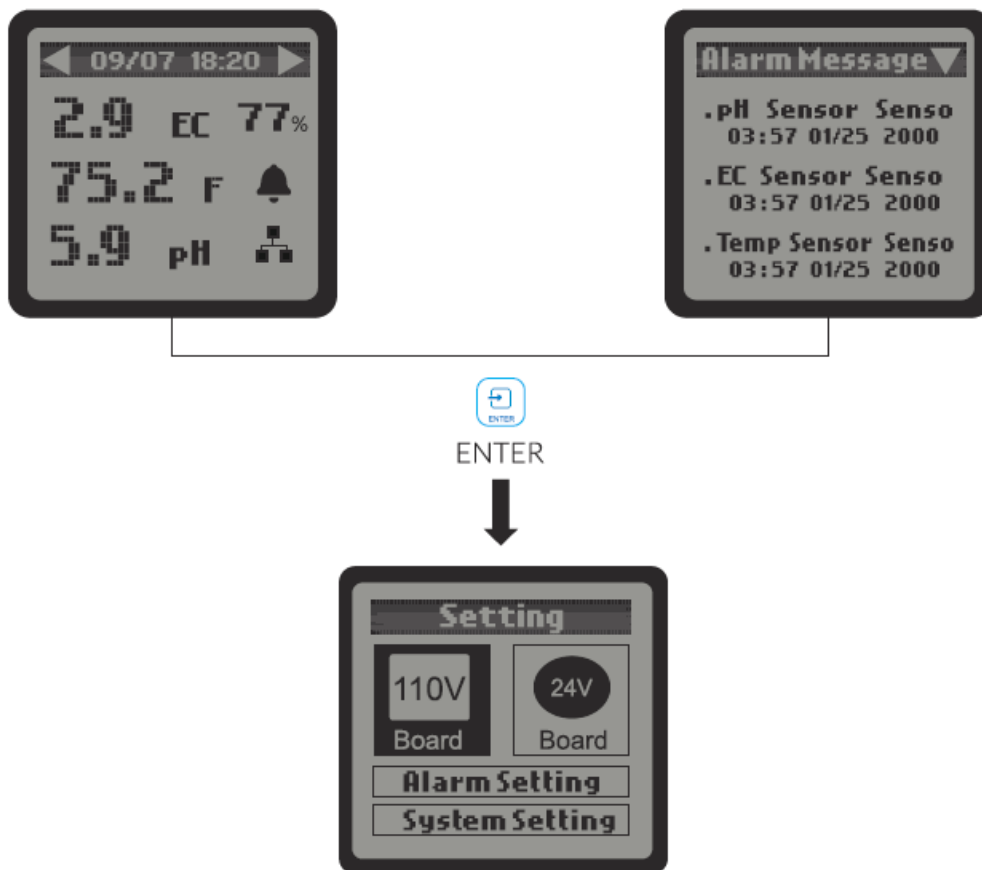 09/07 18:20
2.9 EC 77%
75.2 F
5.9 pH
Alarm Message
.pH Sensor Senso
03:57 01/25 2000
.EC Sensor Senso
03:57 01/25 2000
.Temp Sensor Senso
03:57 01/25 2000
ENTER
ENTER
Setting
110V
Board
24V
Board
Alarm Setting
System Setting